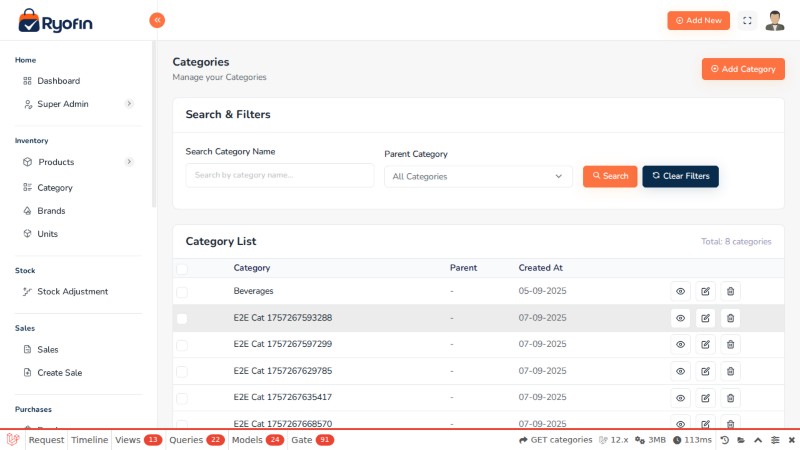 Ryofin
Add New
Home
Dashboard
Super Admin
Inventory
Products
Category
Brands
Units
Stock
Stock Adjustment
Sales
Sales
Create Sale
Purchases
Categories
Manage your Categories
Add Category
Search & Filters
Search Category Name
Parent Category
Search by category name...
All Categories
Search
Clear Filters
Category List
Total: 8 categories
Category Parent Created At
Beverages - 05-09-2025
E2E Cat 1757267593288 - 07-09-2025
E2E Cat 1757267597299 - 07-09-2025
E2E Cat 1757267629785 - 07-09-2025
E2E Cat 1757267635417 - 07-09-2025
E2E Cat 1757267668570 - 07-09-2025
Request Timeline Views 13 Queries 22 Models 24 Gate 91 GET categories 12.x 3MB 113ms